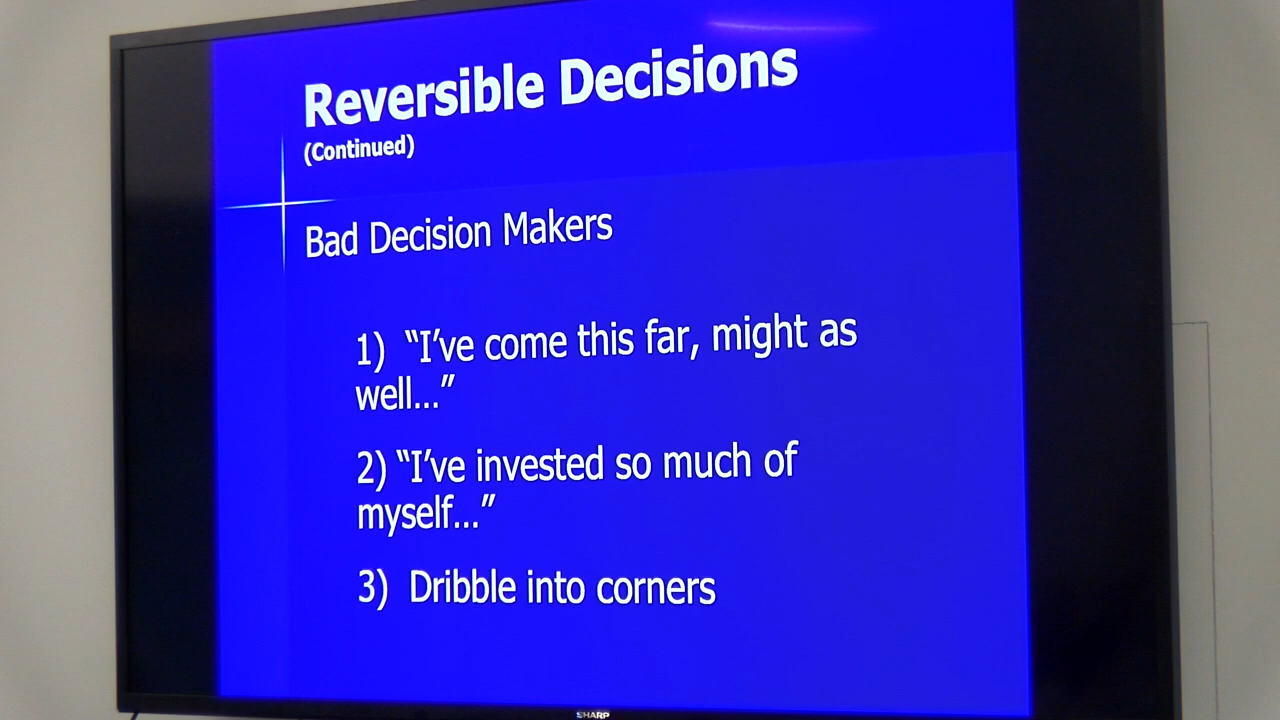 Reversible Decisions
(Continued)
Bad Decision Makers
1) “I’ve come this far, might as
well...”
2) “I’ve invested so much of
myself...”
3) Dribble into corners
SHARP